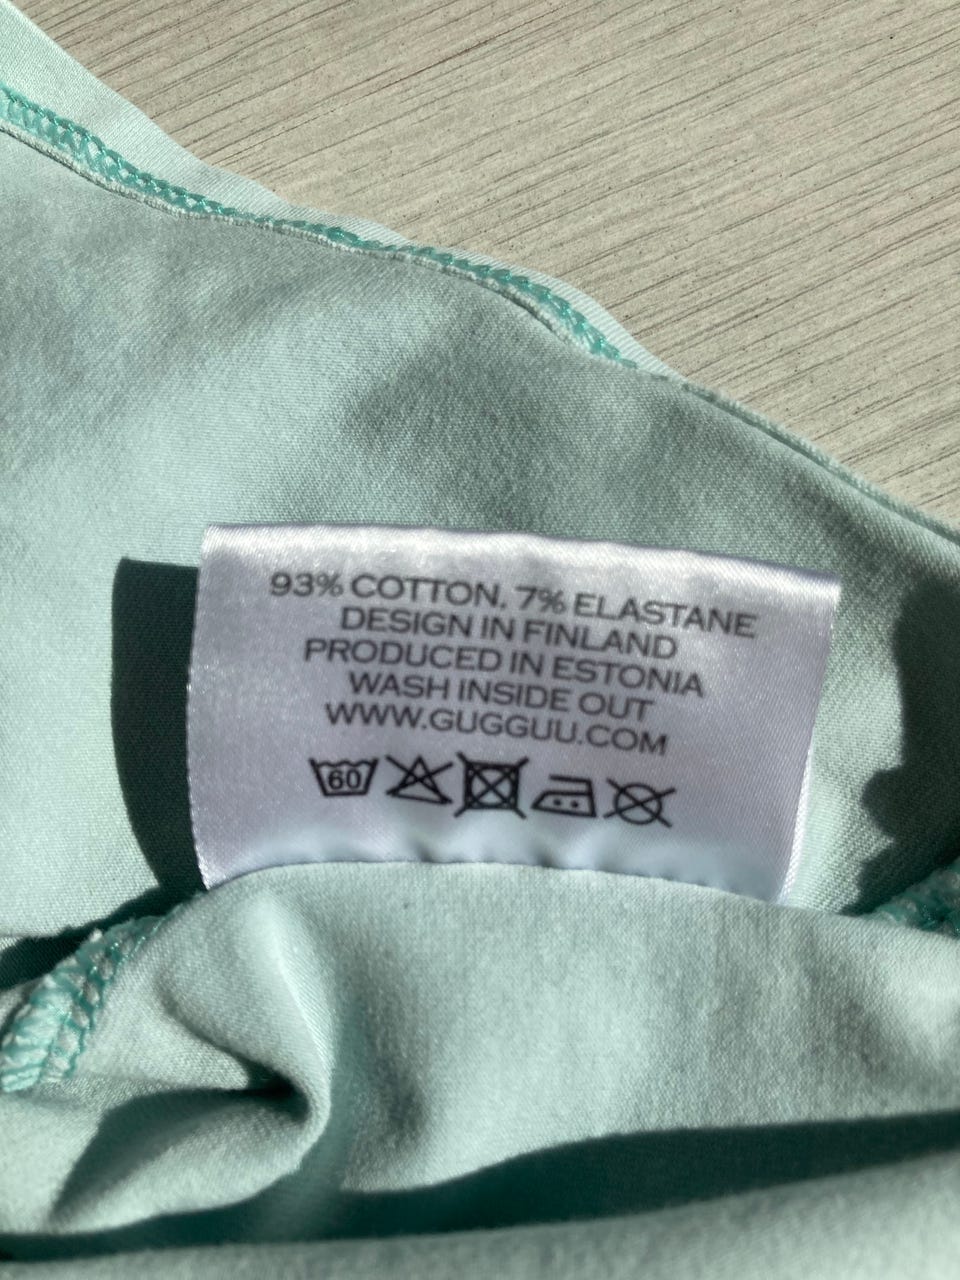 93% COTTON, 7% ELASTANE
DESIGN IN FINLAND
PRODUCED IN ESTONIA
WASH INSIDE OUT
WWW.GUGGUU.COM
60